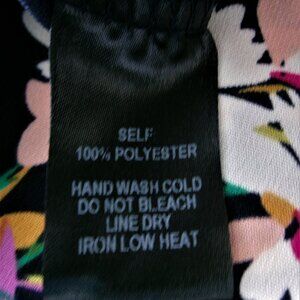 SELF
100% POLYESTER
HAND WASH COLD
DO NOT BLEACH
LINE DRY
IRON LOW HEAT